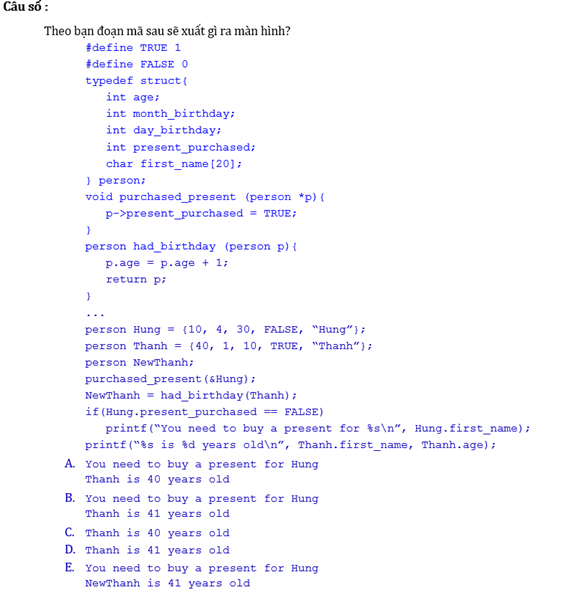 Câu số :
Theo bạn đoạn mã sau sẽ xuất gì ra màn hình?
#define TRUE 1
#define FALSE 0
typedef struct{
int age;
int month_birthday;
int day_birthday;
int present_purchased;
char first_name[20];
} person;
void purchased_present (person *p){
p->present_purchased = TRUE;
}
person had_birthday (person p){
p.age = p.age + 1;
return p;
}
...
person Hung = {10, 4, 30, FALSE, “Hung”};
person Thanh = {40, 1, 10, TRUE, “Thanh”};
person NewThanh;
purchased_present(&Hung);
NewThanh = had_birthday(Thanh);
if(Hung.present_purchased == FALSE)
printf(“You need to buy a present for %s\n”, Hung.first_name);
printf(“%s is %d years old\n”, Thanh.first_name, Thanh.age);
A. You need to buy a present for Hung
Thanh is 40 years old
B. You need to buy a present for Hung
Thanh is 41 years old
C. Thanh is 40 years old
D. Thanh is 41 years old
E. You need to buy a present for Hung
NewThanh is 41 years old